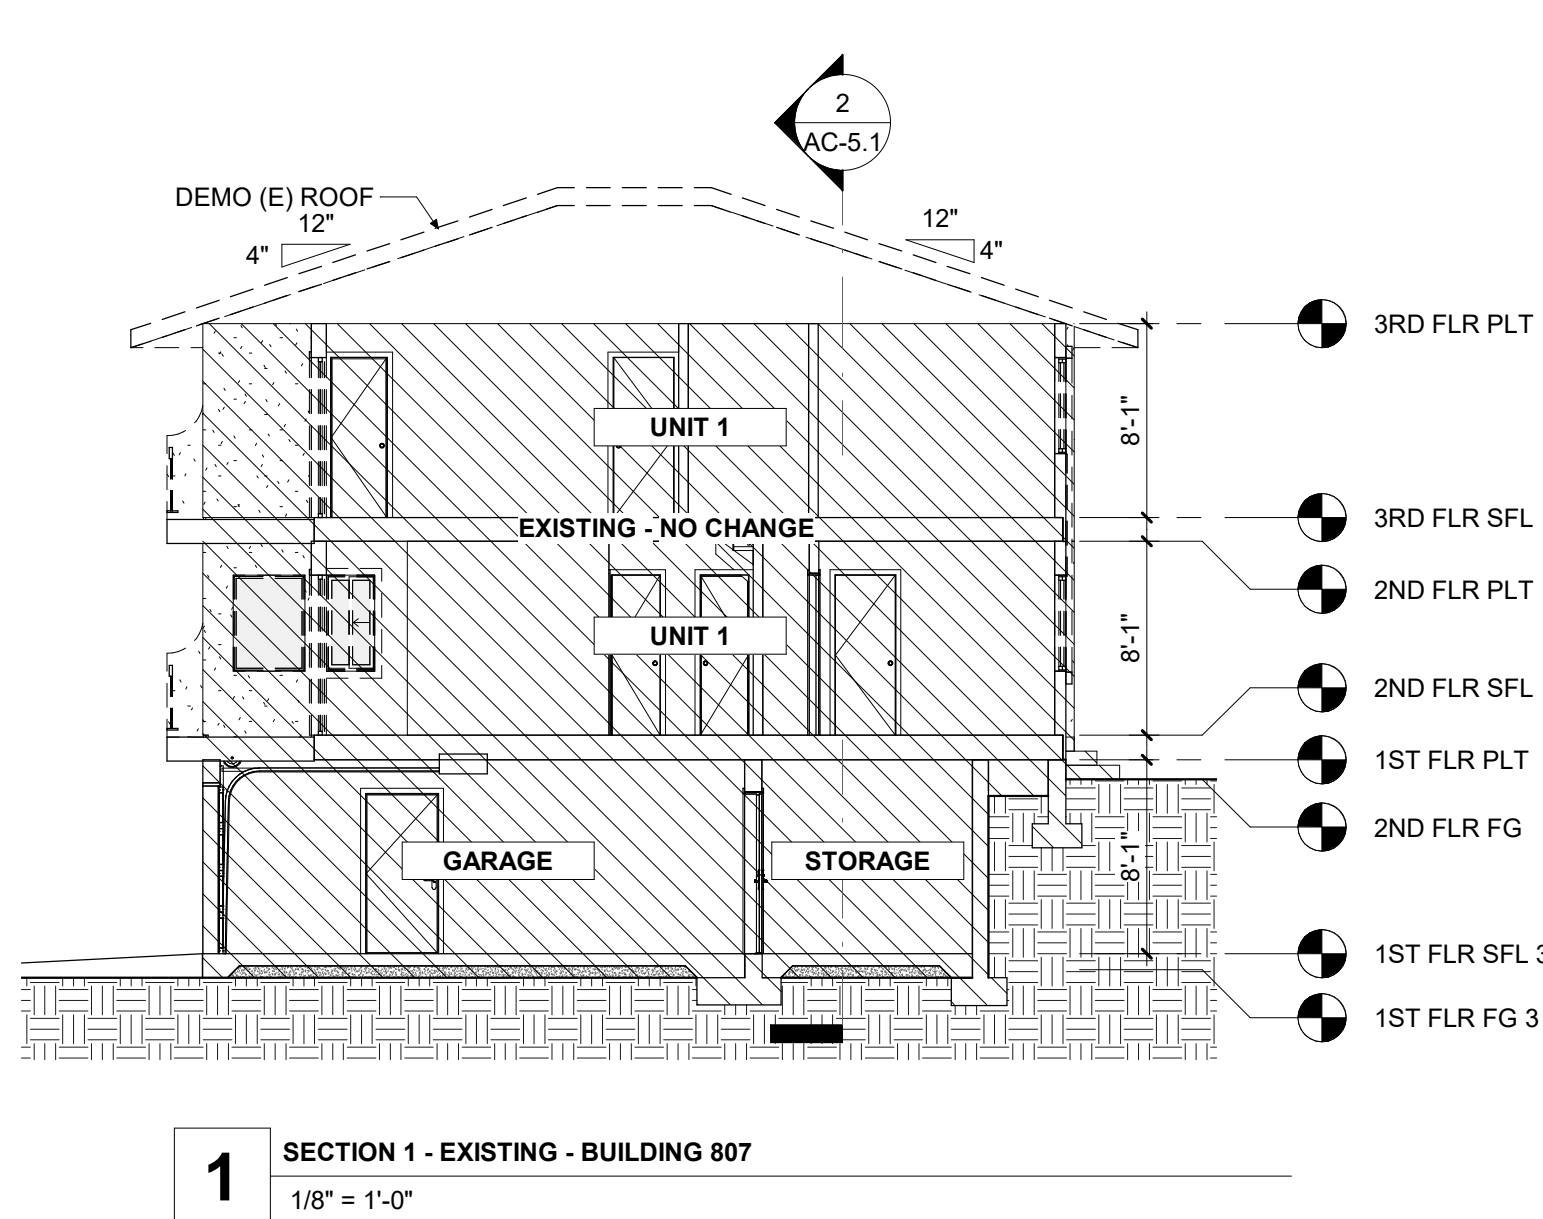 2
AC-5.1
DEMO (E) ROOF
12"
4"
12"
4"
3RD FLR PLT
8'-1"
UNIT 1
3RD FLR SFL
EXISTING - NO CHANGE
2ND FLR PLT
8'-1"
UNIT 1
2ND FLR SFL
1ST FLR PLT
2ND FLR FG
8'-1"
GARAGE
STORAGE
1ST FLR SFL 3
1ST FLR FG 3
1
SECTION 1 - EXISTING - BUILDING 807
1/8" = 1'-0"